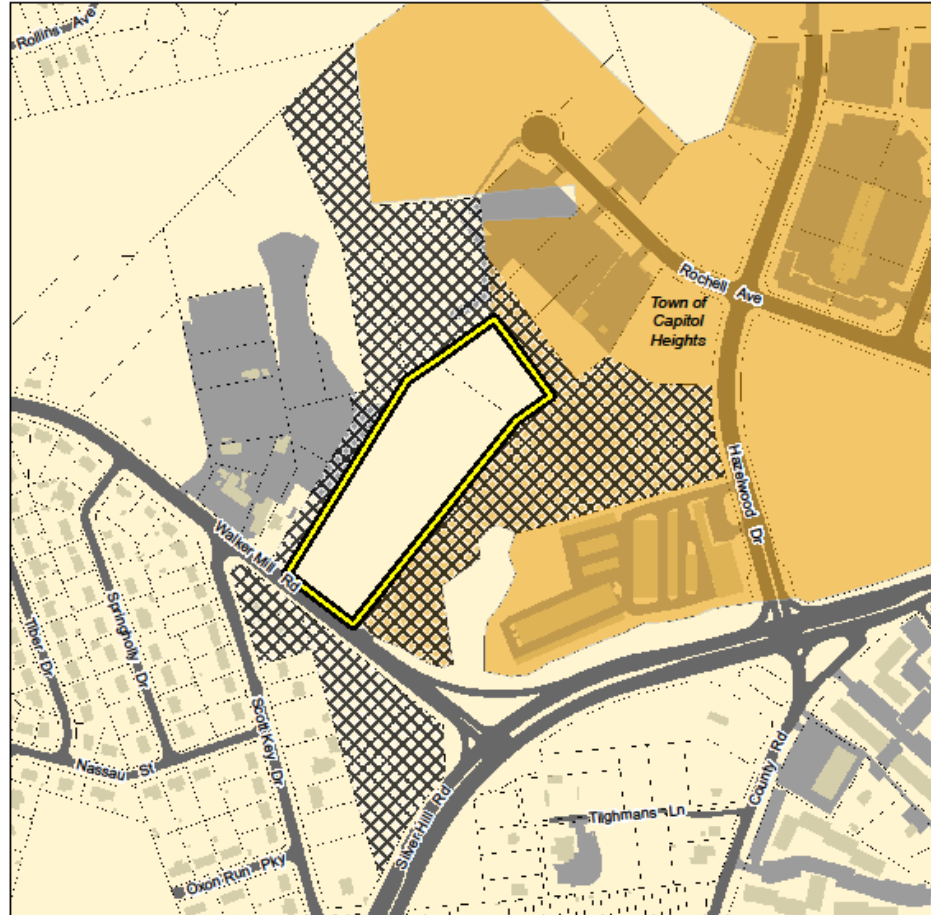 Rollins Ave
Rochell Ave
Town of
Capitol
Heights
Hazelwood Dr
Walker Mill Rd
Springholly Dr
Tiber Dr
Scott Key Dr
Nassau St
Silver Hill Rd
County Rd
Tilghmans Ln
Oxon Run Pky